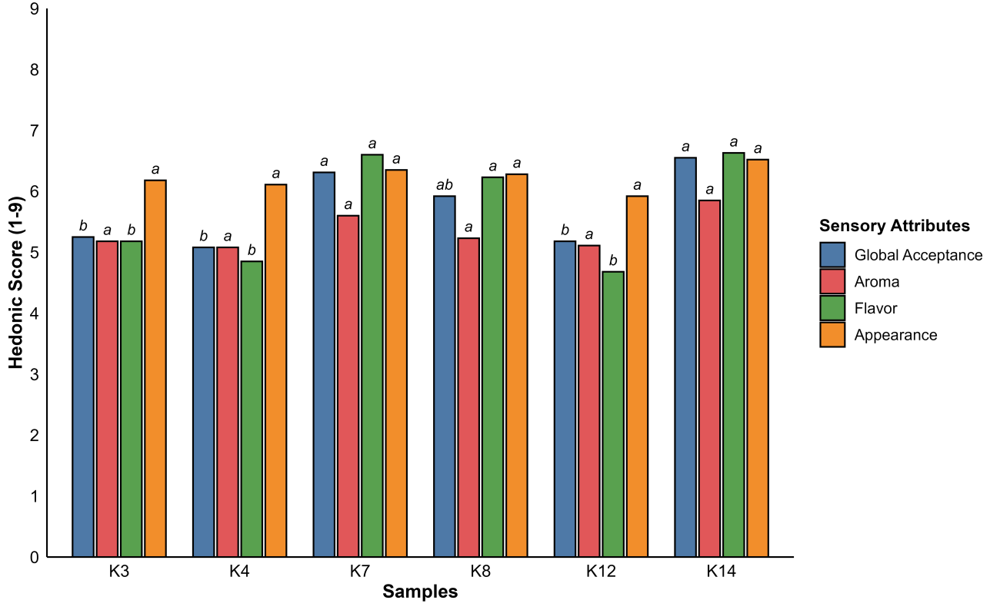 9
8
7
6
5
4
3
2
1
0
Hedonic Score (1-9)
b a b a
b a b a
a a a a
ab a a a
b a b a
a a a a
K3 K4 K7 K8 K12 K14
Samples
Sensory Attributes
Global Acceptance
Aroma
Flavor
Appearance